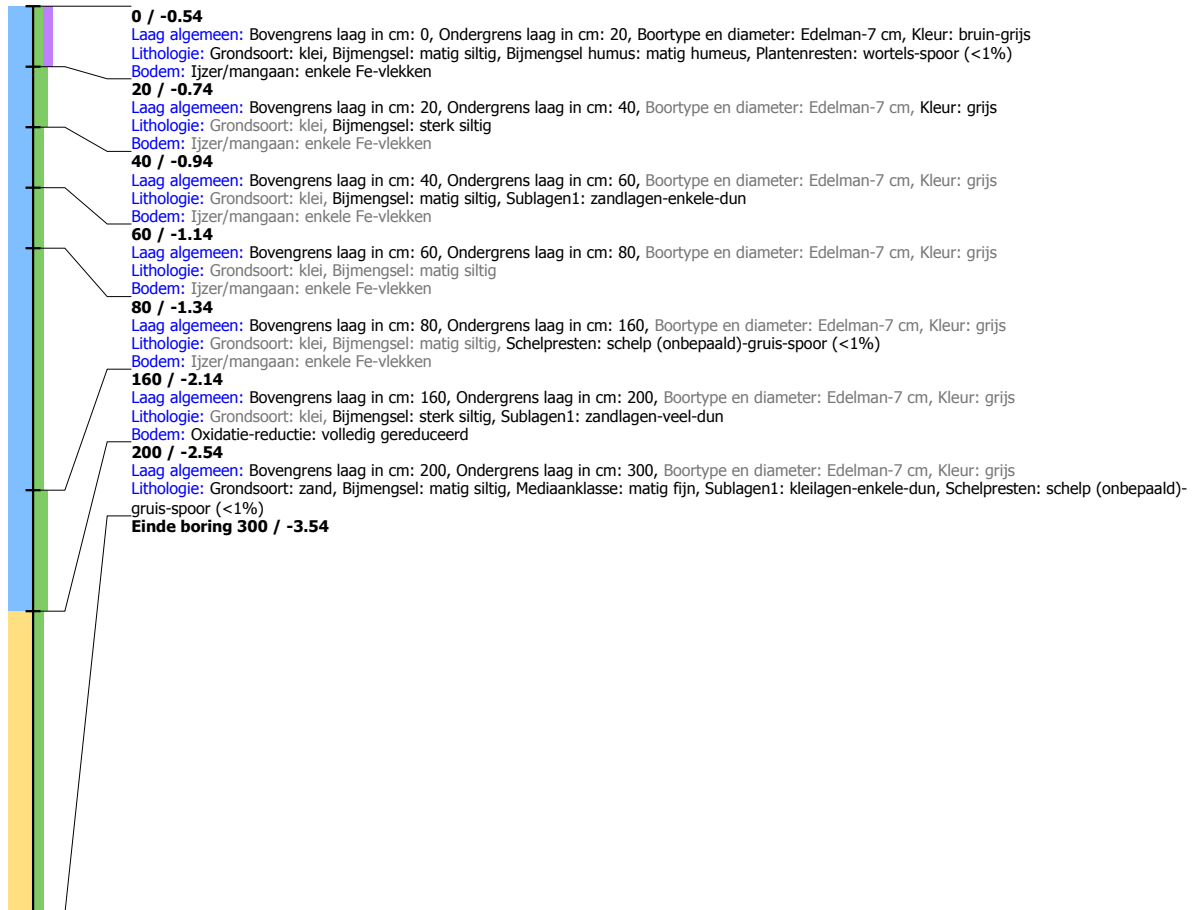 0 / -0.54
Laag algemeen: Bovengrens laag in cm: 0, Ondergrens laag in cm: 20, Boortype en diameter: Edelman-7 cm, Kleur: bruin-grijs
Lithologie: Grondsoort: klei, Bijmengsel: matig siltig, Bijmengsel humus: matig humeus, Plantenresten: wortels-spoor (<1%)
Bodem: Ijzer/mangaan: enkele Fe-vlekken
20 / -0.74
Laag algemeen: Bovengrens laag in cm: 20, Ondergrens laag in cm: 40, Boortype en diameter: Edelman-7 cm, Kleur: grijs
Lithologie: Grondsoort: klei, Bijmengsel: sterk siltig
Bodem: Ijzer/mangaan: enkele Fe-vlekken
40 / -0.94
Laag algemeen: Bovengrens laag in cm: 40, Ondergrens laag in cm: 60, Boortype en diameter: Edelman-7 cm, Kleur: grijs
Lithologie: Grondsoort: klei, Bijmengsel: matig siltig, Sublagen1: zandlagen-enkele-dun
Bodem: Ijzer/mangaan: enkele Fe-vlekken
60 / -1.14
Laag algemeen: Bovengrens laag in cm: 60, Ondergrens laag in cm: 80, Boortype en diameter: Edelman-7 cm, Kleur: grijs
Lithologie: Grondsoort: klei, Bijmengsel: matig siltig
Bodem: Ijzer/mangaan: enkele Fe-vlekken
80 / -1.34
Laag algemeen: Bovengrens laag in cm: 80, Ondergrens laag in cm: 160, Boortype en diameter: Edelman-7 cm, Kleur: grijs
Lithologie: Grondsoort: klei, Bijmengsel: matig siltig, Schelpresten: schelp (onbepaald)-gruis-spoor (<1%)
Bodem: Ijzer/mangaan: enkele Fe-vlekken
160 / -2.14
Laag algemeen: Bovengrens laag in cm: 160, Ondergrens laag in cm: 200, Boortype en diameter: Edelman-7 cm, Kleur: grijs
Lithologie: Grondsoort: klei, Bijmengsel: sterk siltig, Sublagen1: zandlagen-veel-dun
Bodem: Oxidatie-reductie: volledig gereduceerd
200 / -2.54
Laag algemeen: Bovengrens laag in cm: 200, Ondergrens laag in cm: 300, Boortype en diameter: Edelman-7 cm, Kleur: grijs
Lithologie: Grondsoort: zand, Bijmengsel: matig siltig, Mediaanklasse: matig fijn, Sublagen1: kleilagen-enkele-dun, Schelpresten: schelp (onbepaald)-
gruis-spoor (<1%)
Einde boring 300 / -3.54